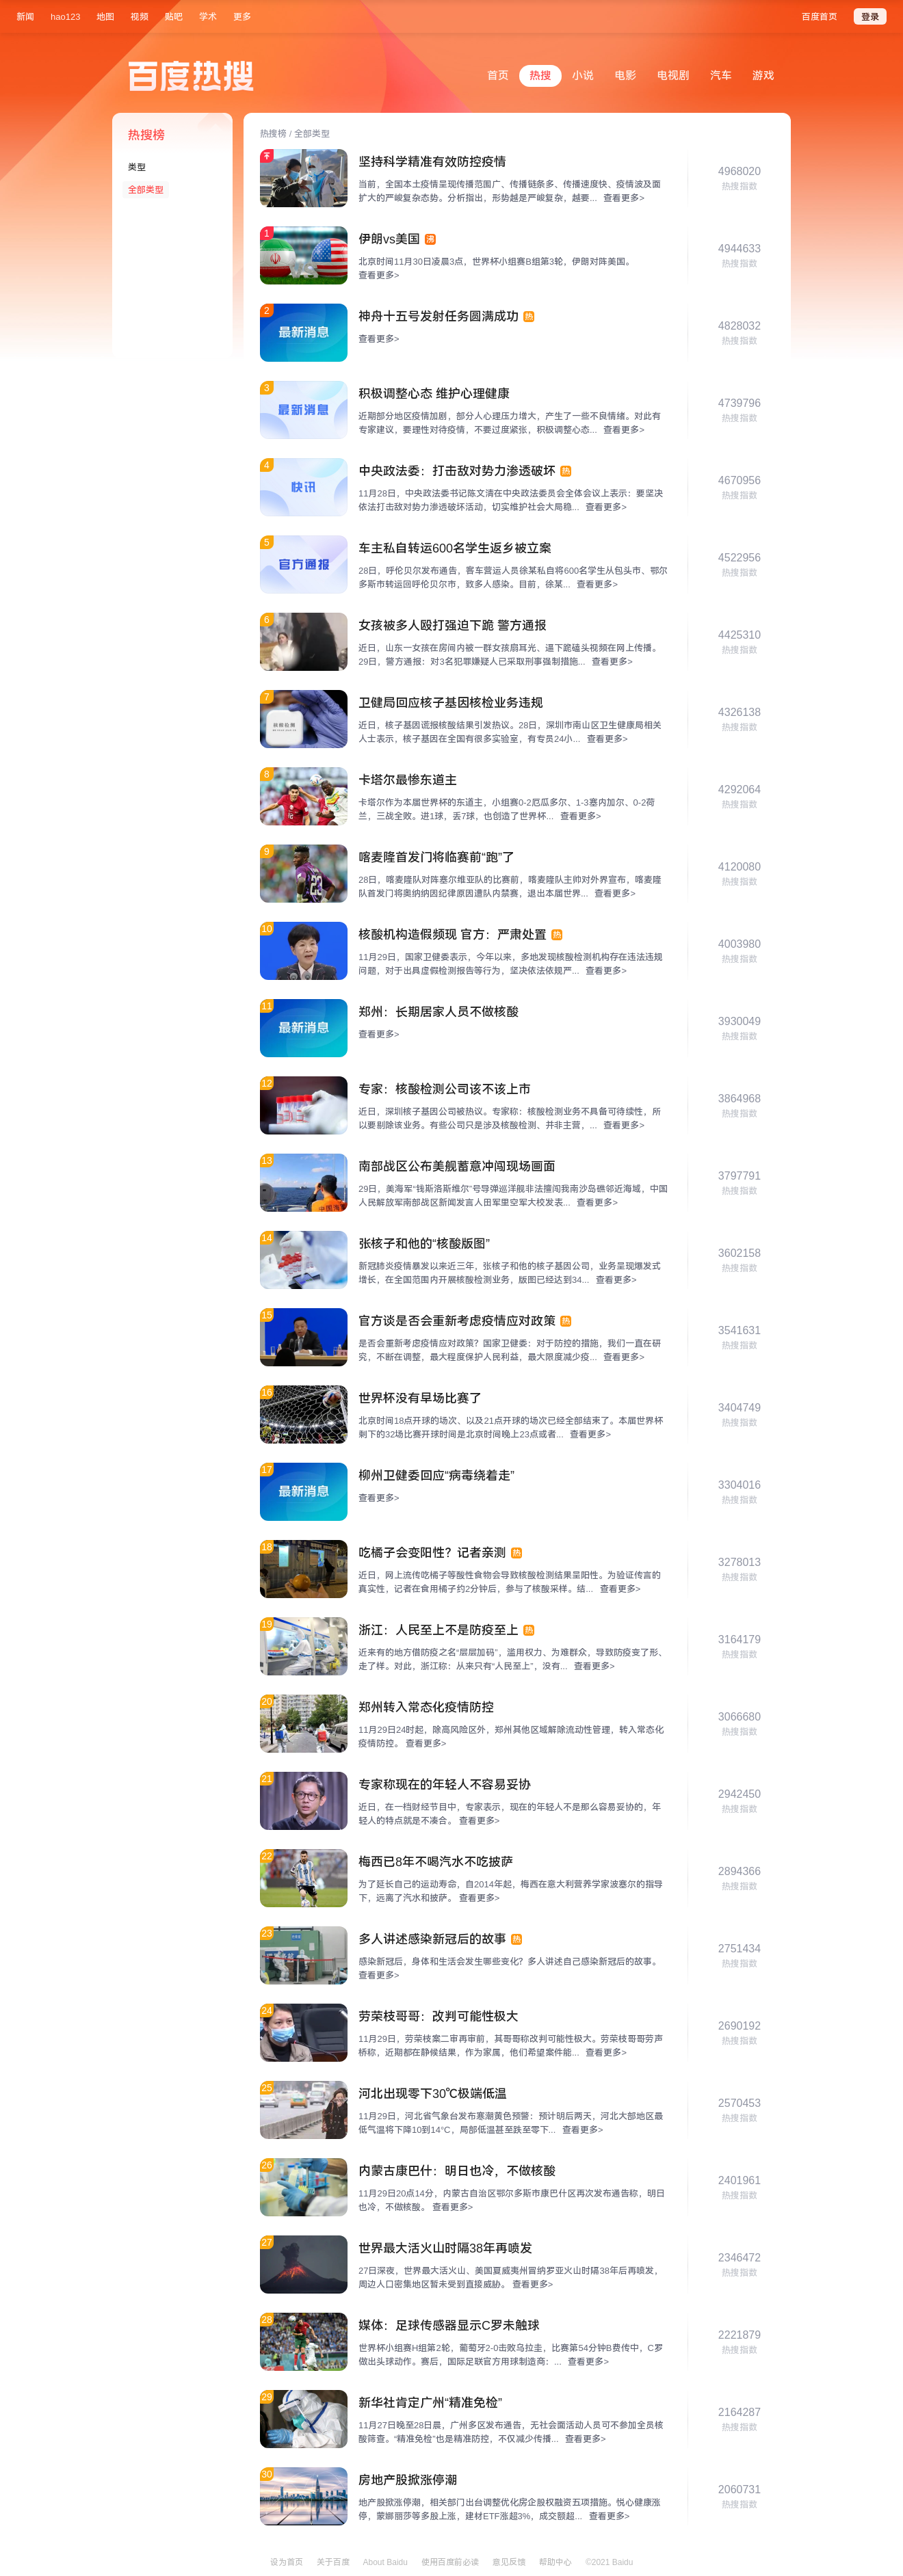 新闻 hao123 地图 视频 贴吧 学术 更多 百度首页 登录
百度热搜
首页 热搜 小说 电影 电视剧 汽车 游戏
热搜榜
类型
全部类型
热搜榜 / 全部类型
坚持科学精准有效防控疫情
当前，全国本土疫情呈现传播范围广、传播链条多、传播速度快、疫情波及面
扩大的严峻复杂态势。分析指出，形势越是严峻复杂，越要... 查看更多>
4968020
热搜指数
1
伊朗vs美国 沸
北京时间11月30日凌晨3点，世界杯小组赛B组第3轮，伊朗对阵美国。
查看更多>
4944633
热搜指数
2
最新消息
神舟十五号发射任务圆满成功 热
查看更多>
4828032
热搜指数
3
最新消息
积极调整心态 维护心理健康
近期部分地区疫情加剧，部分人心理压力增大，产生了一些不良情绪。对此有
专家建议，要理性对待疫情，不要过度紧张，积极调整心态... 查看更多>
4739796
热搜指数
4
快讯
中央政法委：打击敌对势力渗透破坏 热
11月28日，中央政法委书记陈文清在中央政法委员会全体会议上表示：要坚决
依法打击敌对势力渗透破坏活动，切实维护社会大局稳... 查看更多>
4670956
热搜指数
5
官方通报
车主私自转运600名学生返乡被立案
28日，呼伦贝尔发布通告，客车营运人员徐某私自将600名学生从包头市、鄂尔
多斯市转运回呼伦贝尔市，致多人感染。目前，徐某... 查看更多>
4522956
热搜指数
6
女孩被多人殴打强迫下跪 警方通报
近日，山东一女孩在房间内被一群女孩扇耳光、逼下跪磕头视频在网上传播。
29日，警方通报：对3名犯罪嫌疑人已采取刑事强制措施... 查看更多>
4425310
热搜指数
7
卫健局回应核子基因核检业务违规
近日，核子基因谎报核酸结果引发热议。28日，深圳市南山区卫生健康局相关
人士表示，核子基因在全国有很多实验室，有专员24小... 查看更多>
4326138
热搜指数
8
卡塔尔最惨东道主
卡塔尔作为本届世界杯的东道主，小组赛0-2厄瓜多尔、1-3塞内加尔、0-2荷
兰，三战全败。进1球，丢7球，也创造了世界杯... 查看更多>
4292064
热搜指数
9
喀麦隆首发门将临赛前“跑”了
28日，喀麦隆队对阵塞尔维亚队的比赛前，喀麦隆队主帅对外界宣布，喀麦隆
队首发门将奥纳纳因纪律原因遭队内禁赛，退出本届世界... 查看更多>
4120080
热搜指数
10
核酸机构造假频现 官方：严肃处置 热
11月29日，国家卫健委表示，今年以来，多地发现核酸检测机构存在违法违规
问题，对于出具虚假检测报告等行为，坚决依法依规严... 查看更多>
4003980
热搜指数
11
最新消息
郑州：长期居家人员不做核酸
查看更多>
3930049
热搜指数
12
专家：核酸检测公司该不该上市
近日，深圳核子基因公司被热议。专家称：核酸检测业务不具备可持续性，所
以要剔除该业务。有些公司只是涉及核酸检测、并非主营，... 查看更多>
3864968
热搜指数
13
南部战区公布美舰蓄意冲闯现场画面
29日，美海军“钱斯洛斯维尔”号导弹巡洋舰非法擅闯我南沙岛礁邻近海域，中国
人民解放军南部战区新闻发言人田军里空军大校发表... 查看更多>
3797791
热搜指数
14
张核子和他的“核酸版图”
新冠肺炎疫情暴发以来近三年，张核子和他的核子基因公司，业务呈现爆发式
增长，在全国范围内开展核酸检测业务，版图已经达到34... 查看更多>
3602158
热搜指数
15
官方谈是否会重新考虑疫情应对政策 热
是否会重新考虑疫情应对政策？国家卫健委：对于防控的措施，我们一直在研
究，不断在调整，最大程度保护人民利益，最大限度减少疫... 查看更多>
3541631
热搜指数
16
世界杯没有早场比赛了
北京时间18点开球的场次、以及21点开球的场次已经全部结束了。本届世界杯
剩下的32场比赛开球时间是北京时间晚上23点或者... 查看更多>
3404749
热搜指数
17
最新消息
柳州卫健委回应“病毒绕着走”
查看更多>
3304016
热搜指数
18
吃橘子会变阳性？记者亲测 热
近日，网上流传吃橘子等酸性食物会导致核酸检测结果呈阳性。为验证传言的
真实性，记者在食用橘子约2分钟后，参与了核酸采样。结... 查看更多>
3278013
热搜指数
19
浙江：人民至上不是防疫至上 热
近来有的地方借防疫之名“层层加码”，滥用权力、为难群众，导致防疫变了形、
走了样。对此，浙江称：从来只有“人民至上”，没有... 查看更多>
3164179
热搜指数
20
郑州转入常态化疫情防控
11月29日24时起，除高风险区外，郑州其他区域解除流动性管理，转入常态化
疫情防控。 查看更多>
3066680
热搜指数
21
专家称现在的年轻人不容易妥协
近日，在一档财经节目中，专家表示，现在的年轻人不是那么容易妥协的，年
轻人的特点就是不凑合。 查看更多>
2942450
热搜指数
22
梅西已8年不喝汽水不吃披萨
为了延长自己的运动寿命，自2014年起，梅西在意大利营养学家波塞尔的指导
下，远离了汽水和披萨。 查看更多>
2894366
热搜指数
23
多人讲述感染新冠后的故事 热
感染新冠后，身体和生活会发生哪些变化？多人讲述自己感染新冠后的故事。
查看更多>
2751434
热搜指数
24
劳荣枝哥哥：改判可能性极大
11月29日，劳荣枝案二审再审前，其哥哥称改判可能性极大。劳荣枝哥哥劳声
桥称，近期都在静候结果，作为家属，他们希望案件能... 查看更多>
2690192
热搜指数
25
河北出现零下30℃极端低温
11月29日，河北省气象台发布寒潮黄色预警：预计明后两天，河北大部地区最
低气温将下降10到14°C，局部低温甚至跌至零下... 查看更多>
2570453
热搜指数
26
内蒙古康巴什：明日也冷，不做核酸
11月29日20点14分，内蒙古自治区鄂尔多斯市康巴什区再次发布通告称，明日
也冷，不做核酸。 查看更多>
2401961
热搜指数
27
世界最大活火山时隔38年再喷发
27日深夜，世界最大活火山、美国夏威夷州冒纳罗亚火山时隔38年后再喷发，
周边人口密集地区暂未受到直接威胁。 查看更多>
2346472
热搜指数
28
媒体：足球传感器显示C罗未触球
世界杯小组赛H组第2轮，葡萄牙2-0击败乌拉圭，比赛第54分钟B费传中，C罗
做出头球动作。赛后，国际足联官方用球制造商：... 查看更多>
2221879
热搜指数
29
新华社肯定广州“精准免检”
11月27日晚至28日晨，广州多区发布通告，无社会面活动人员可不参加全员核
酸筛查。“精准免检”也是精准防控，不仅减少传播... 查看更多>
2164287
热搜指数
30
房地产股掀涨停潮
地产股掀涨停潮，相关部门出台调整优化房企股权融资五项措施。悦心健康涨
停，蒙娜丽莎等多股上涨，建材ETF涨超3%，成交额超... 查看更多>
2060731
热搜指数
设为首页 关于百度 About Baidu 使用百度前必读 意见反馈 帮助中心 ©2021 Baidu